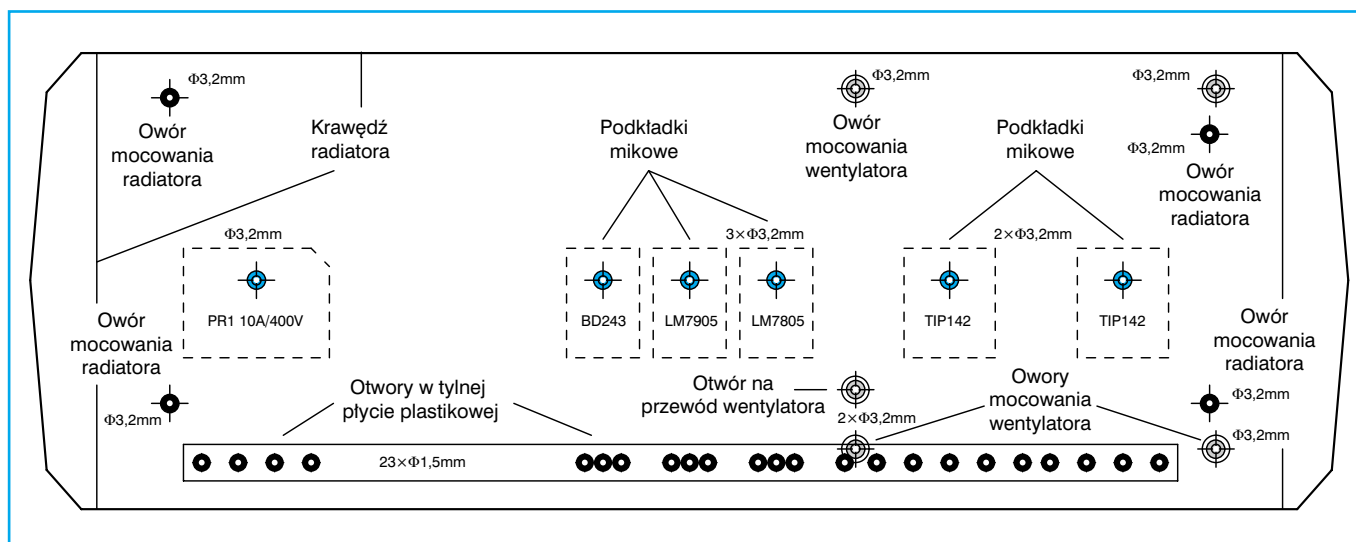 Φ3,2mm
Φ3,2mm
Φ3,2mm
Owór
mocowania
radiatora
Krawędź
radiatora
Podkładki
mikowe
Owór
mocowania
wentylatora
Podkładki
mikowe
Φ3,2mm
Owór
mocowania
radiatora
Φ3,2mm
3×Φ3,2mm
2×Φ3,2mm
PR1 10A/400V
BD243
LM7905
LM7805
TIP142
TIP142
Owór
mocowania
radiatora
Owór
mocowania
radiatora
Φ3,2mm
Otwory w tylnej
płycie plastikowej
Otwór na
przewód wentylatora
2×Φ3,2mm
Owory
mocowania
wentylatora
Φ3,2mm
Φ3,2mm
23×Φ1,5mm